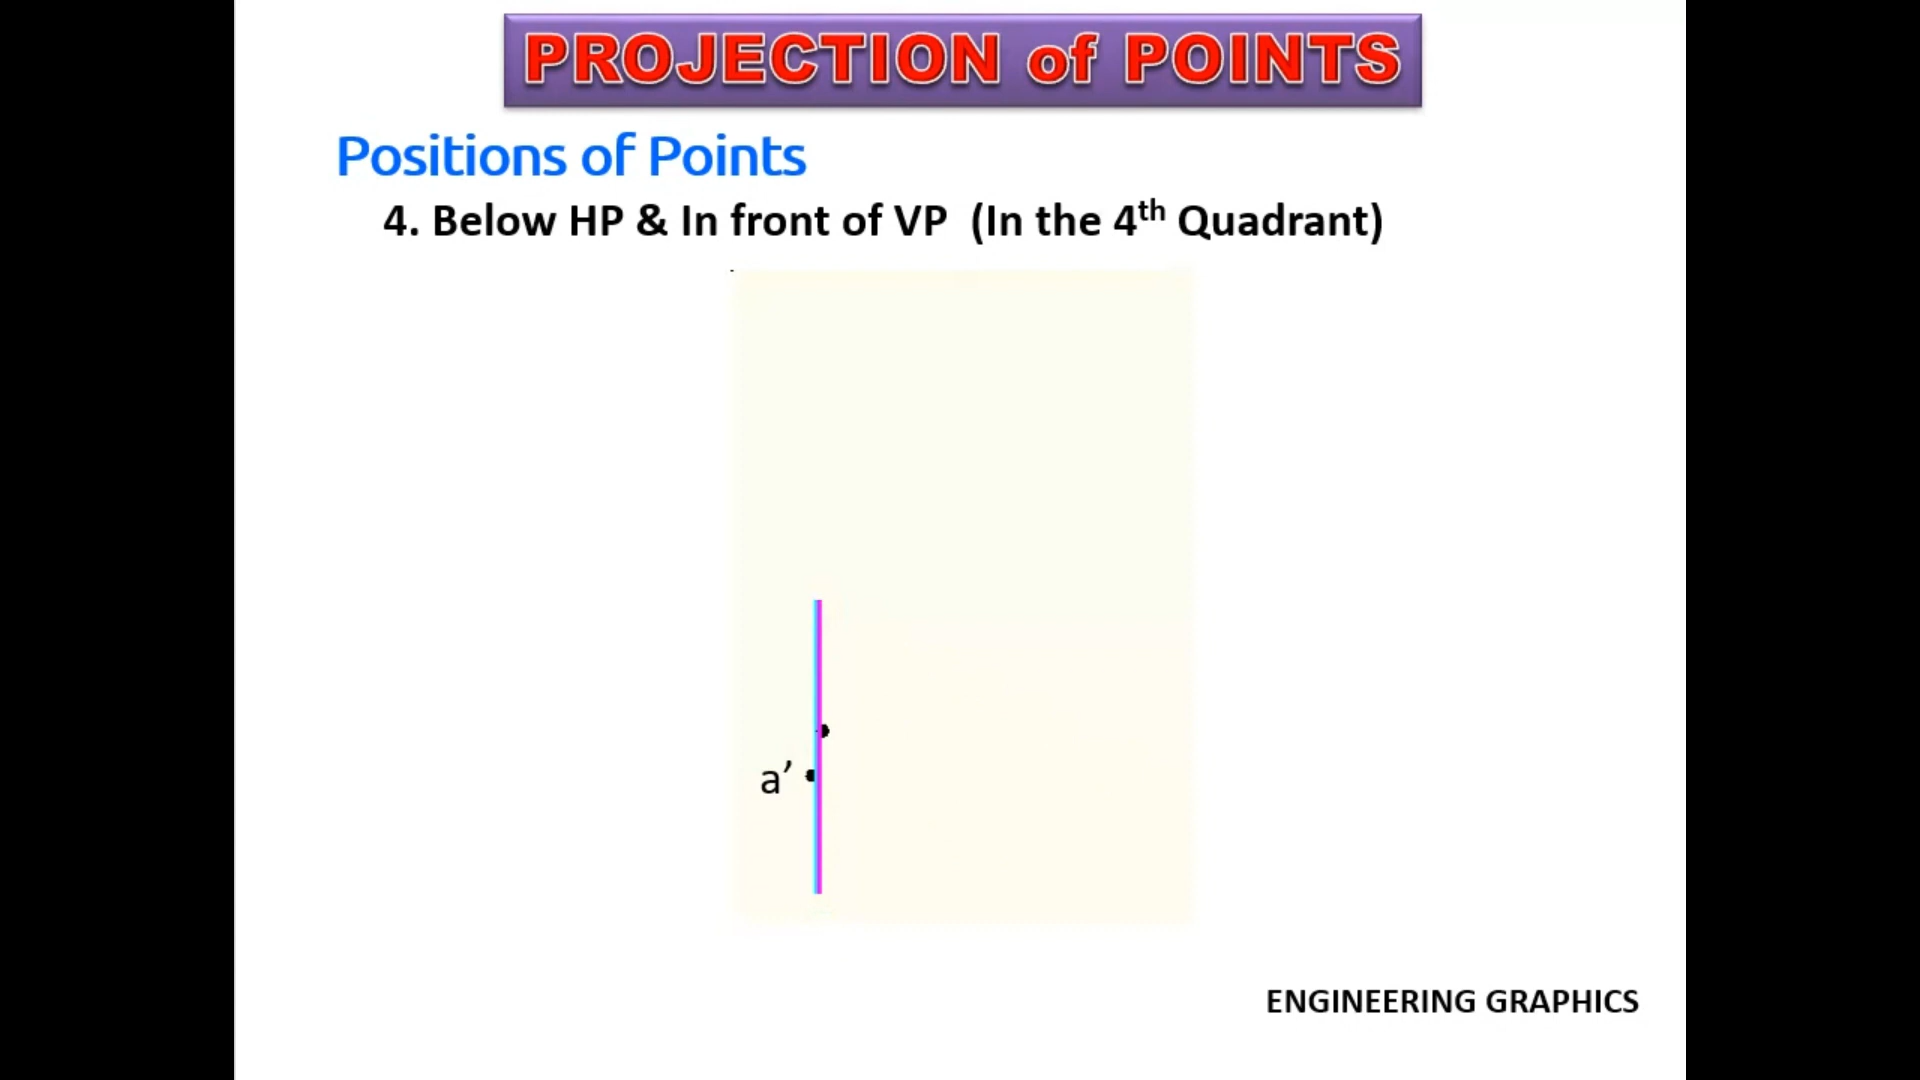 PROJECTION of POINTS
Positions of Points
4. Below HP & In front of VP (In the 4th Quadrant)
a′
ENGINEERING GRAPHICS